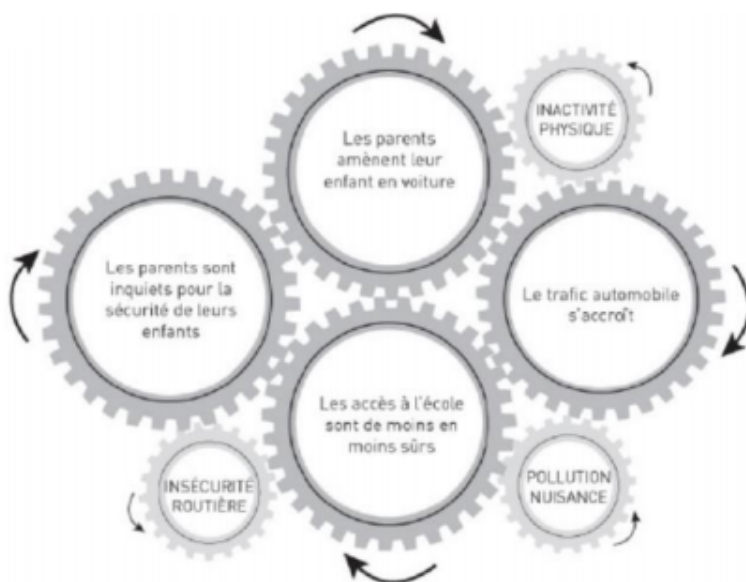 INACTIVITÉ
PHYSIQUE
Les parents
amènent leur
enfant en voiture
Les parents sont
inquiets pour la
sécurité de leurs
enfants
Le trafic automobile
s'accroît
Les accès à l'école
sont de moins en
moins sûrs
INSÉCURITÉ
ROUTIÈRE
POLLUTION
NUISANCE